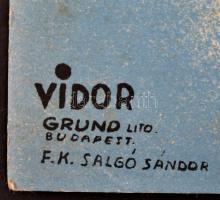 VIDOR
GRUND LITO.
BUDAPEST.
F.K. SALGÓ SÁNDOR